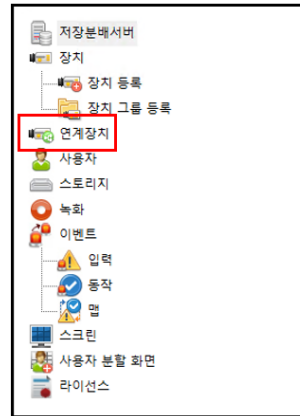 저장분배서버
장치
장치 등록
장치 그룹 등록
연계장치
사용자
스토리지
녹화
이벤트
입력
동작
맵
스크린
사용자 분할 화면
라이선스